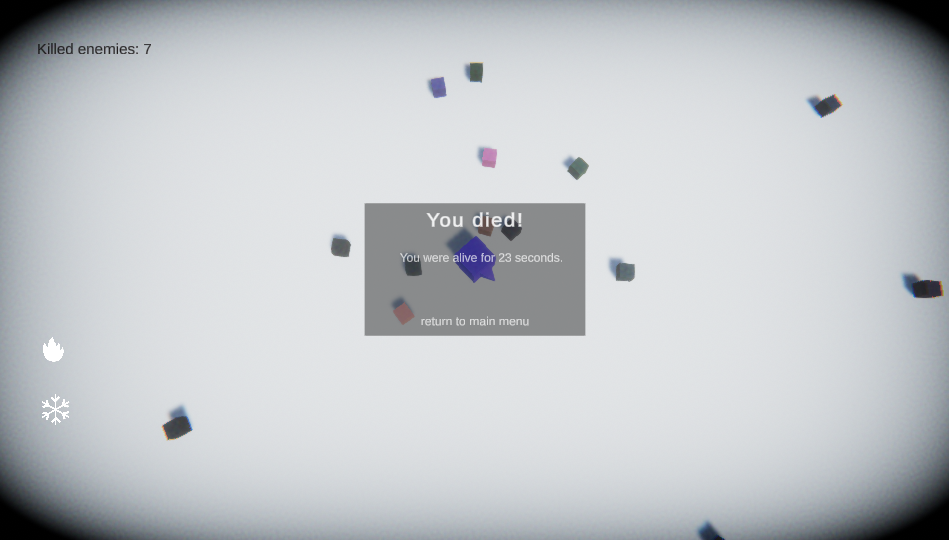 Killed enemies: 7
You died!
You were alive for 23 seconds.
return to main menu